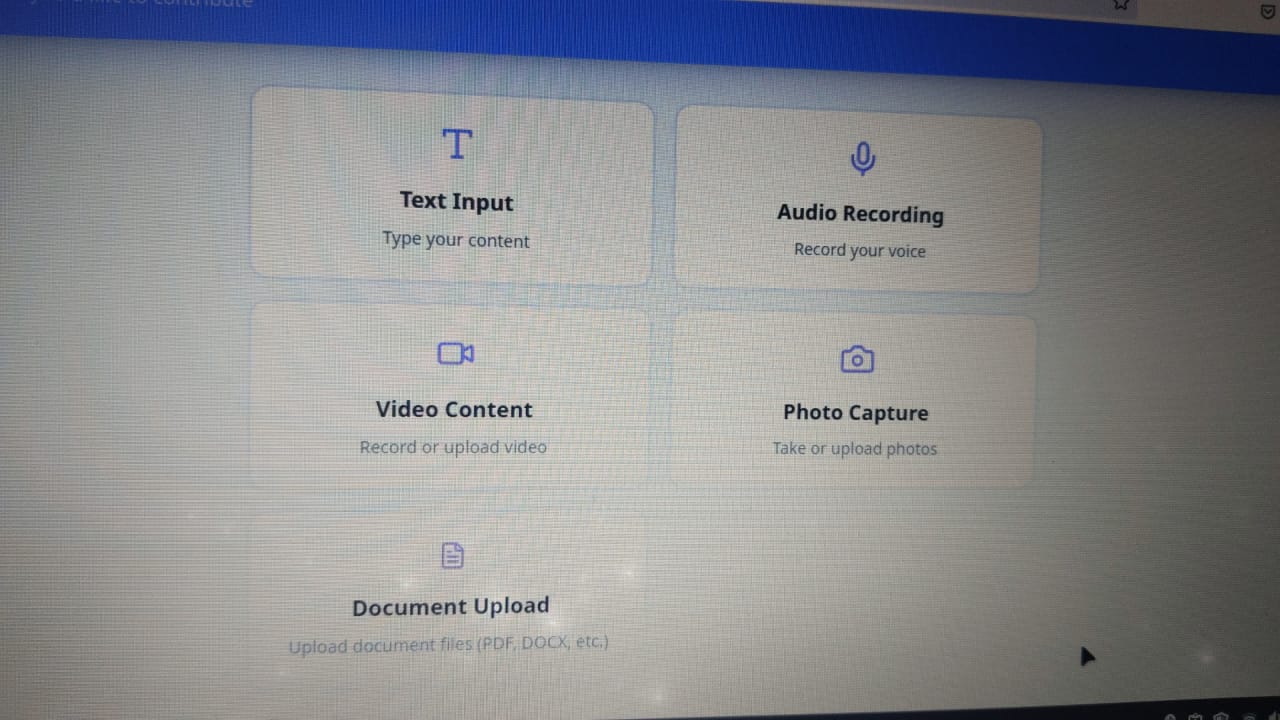 to contribute
Text Input
Type your content
Audio Recording
Record your voice
Video Content
Record or upload video
Photo Capture
Take or upload photos
Document Upload
Upload document files (PDF, DOCX, etc.)